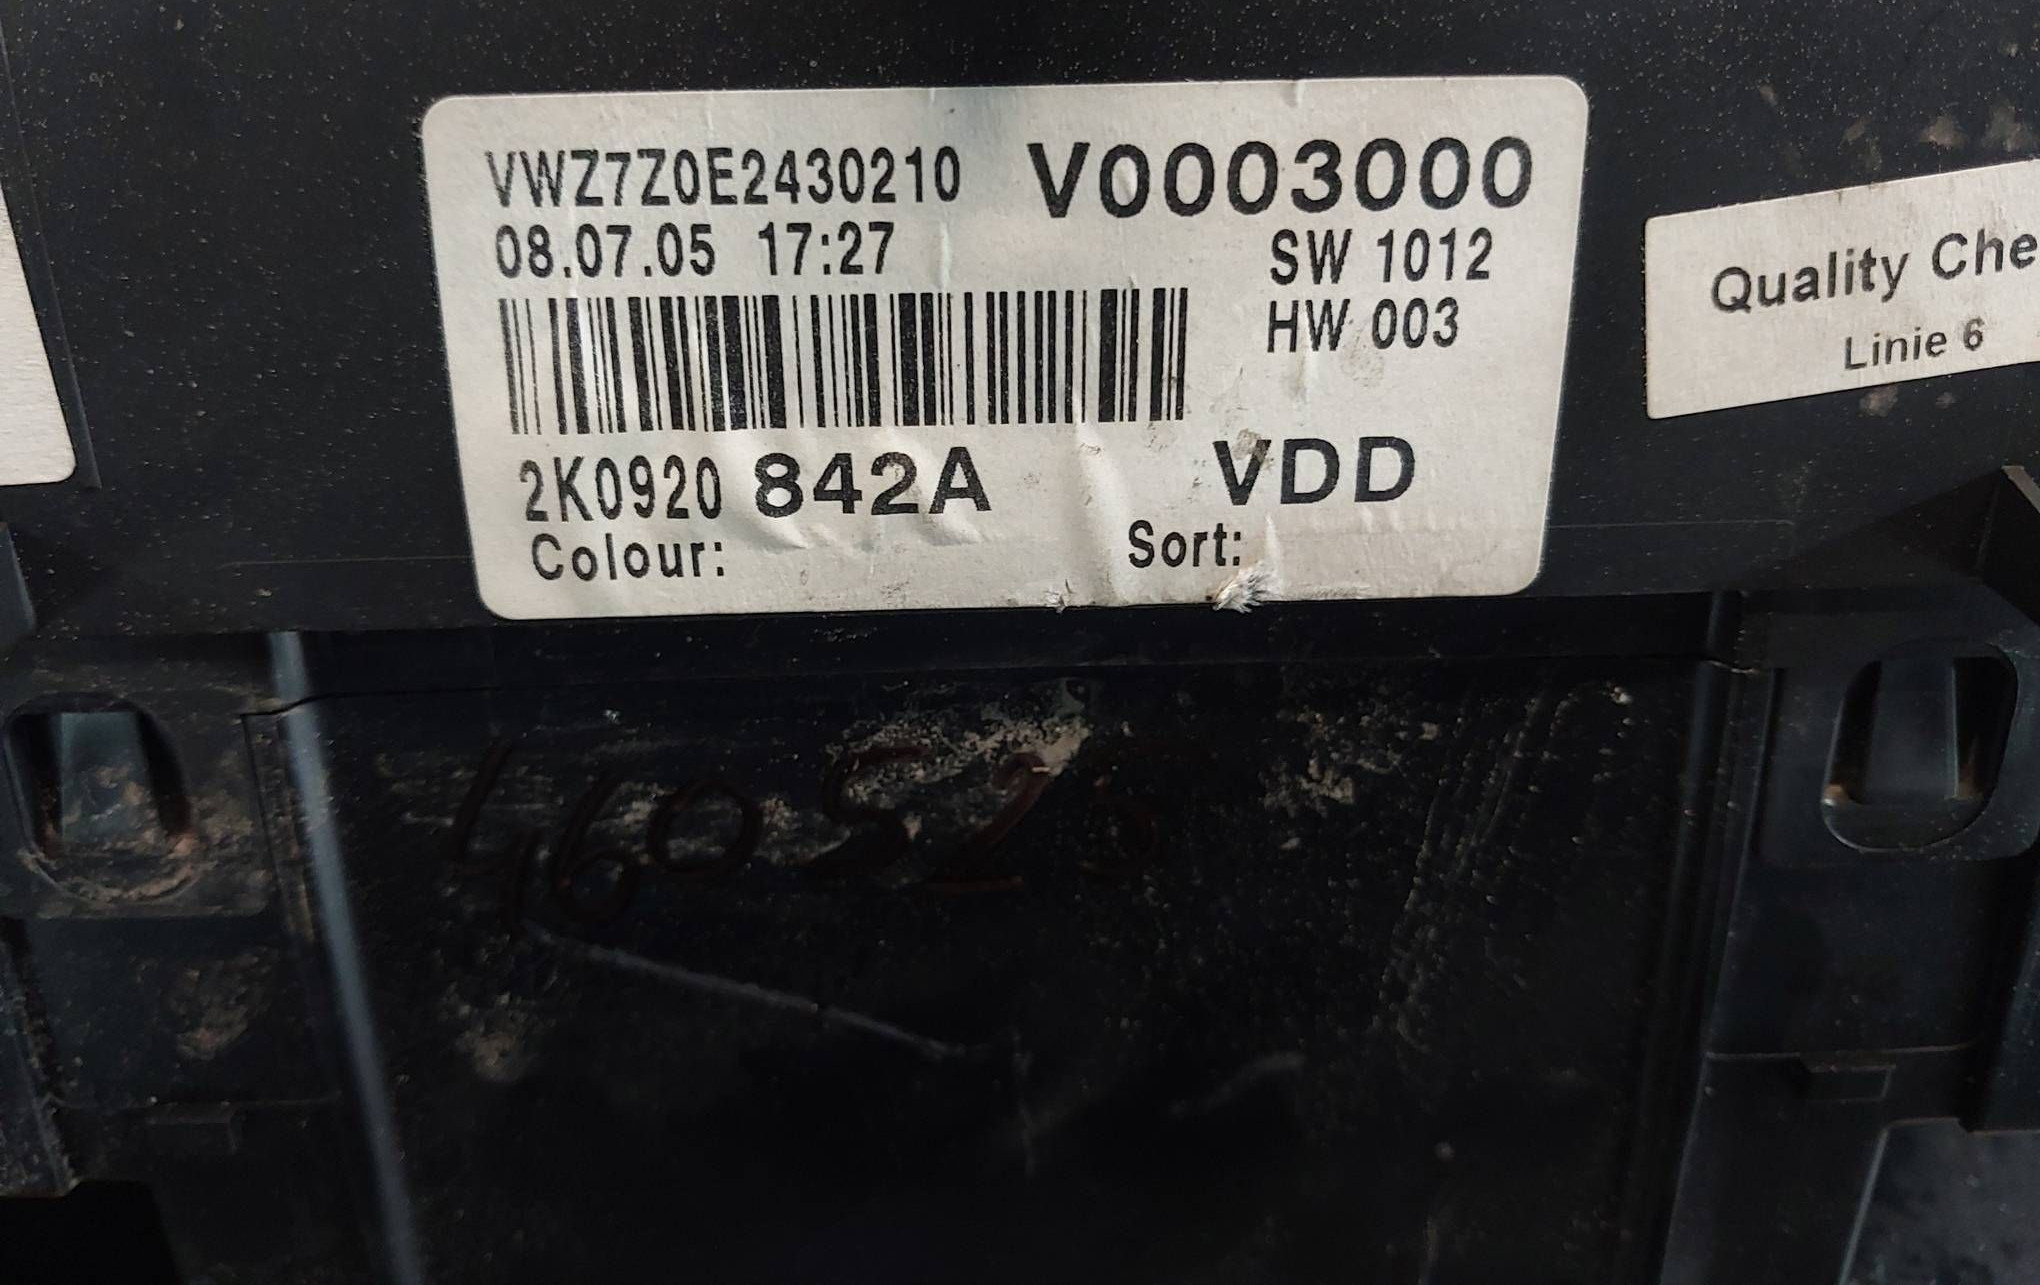 VWZ7Z0E2430210 V0003000
08.07.05 17:27 SW 1012
HW 003
2K0920 842A VDD
Colour: Sort:
Quality Che
Linie 6